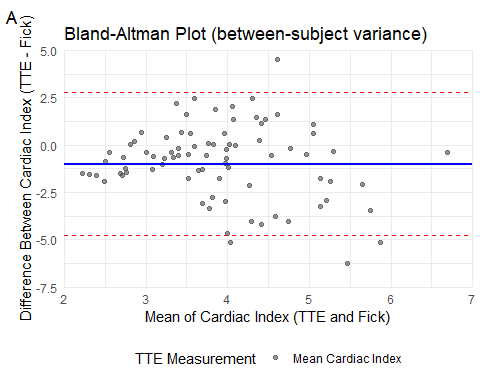 A
Bland-Altman Plot (between-subject variance)
Difference Between Cardiac Index (TTE - Fick)
5.0
2.5
0.0
-2.5
-5.0
-7.5
2 3 4 5 6 7
Mean of Cardiac Index (TTE and Fick)
TTE Measurement Mean Cardiac Index